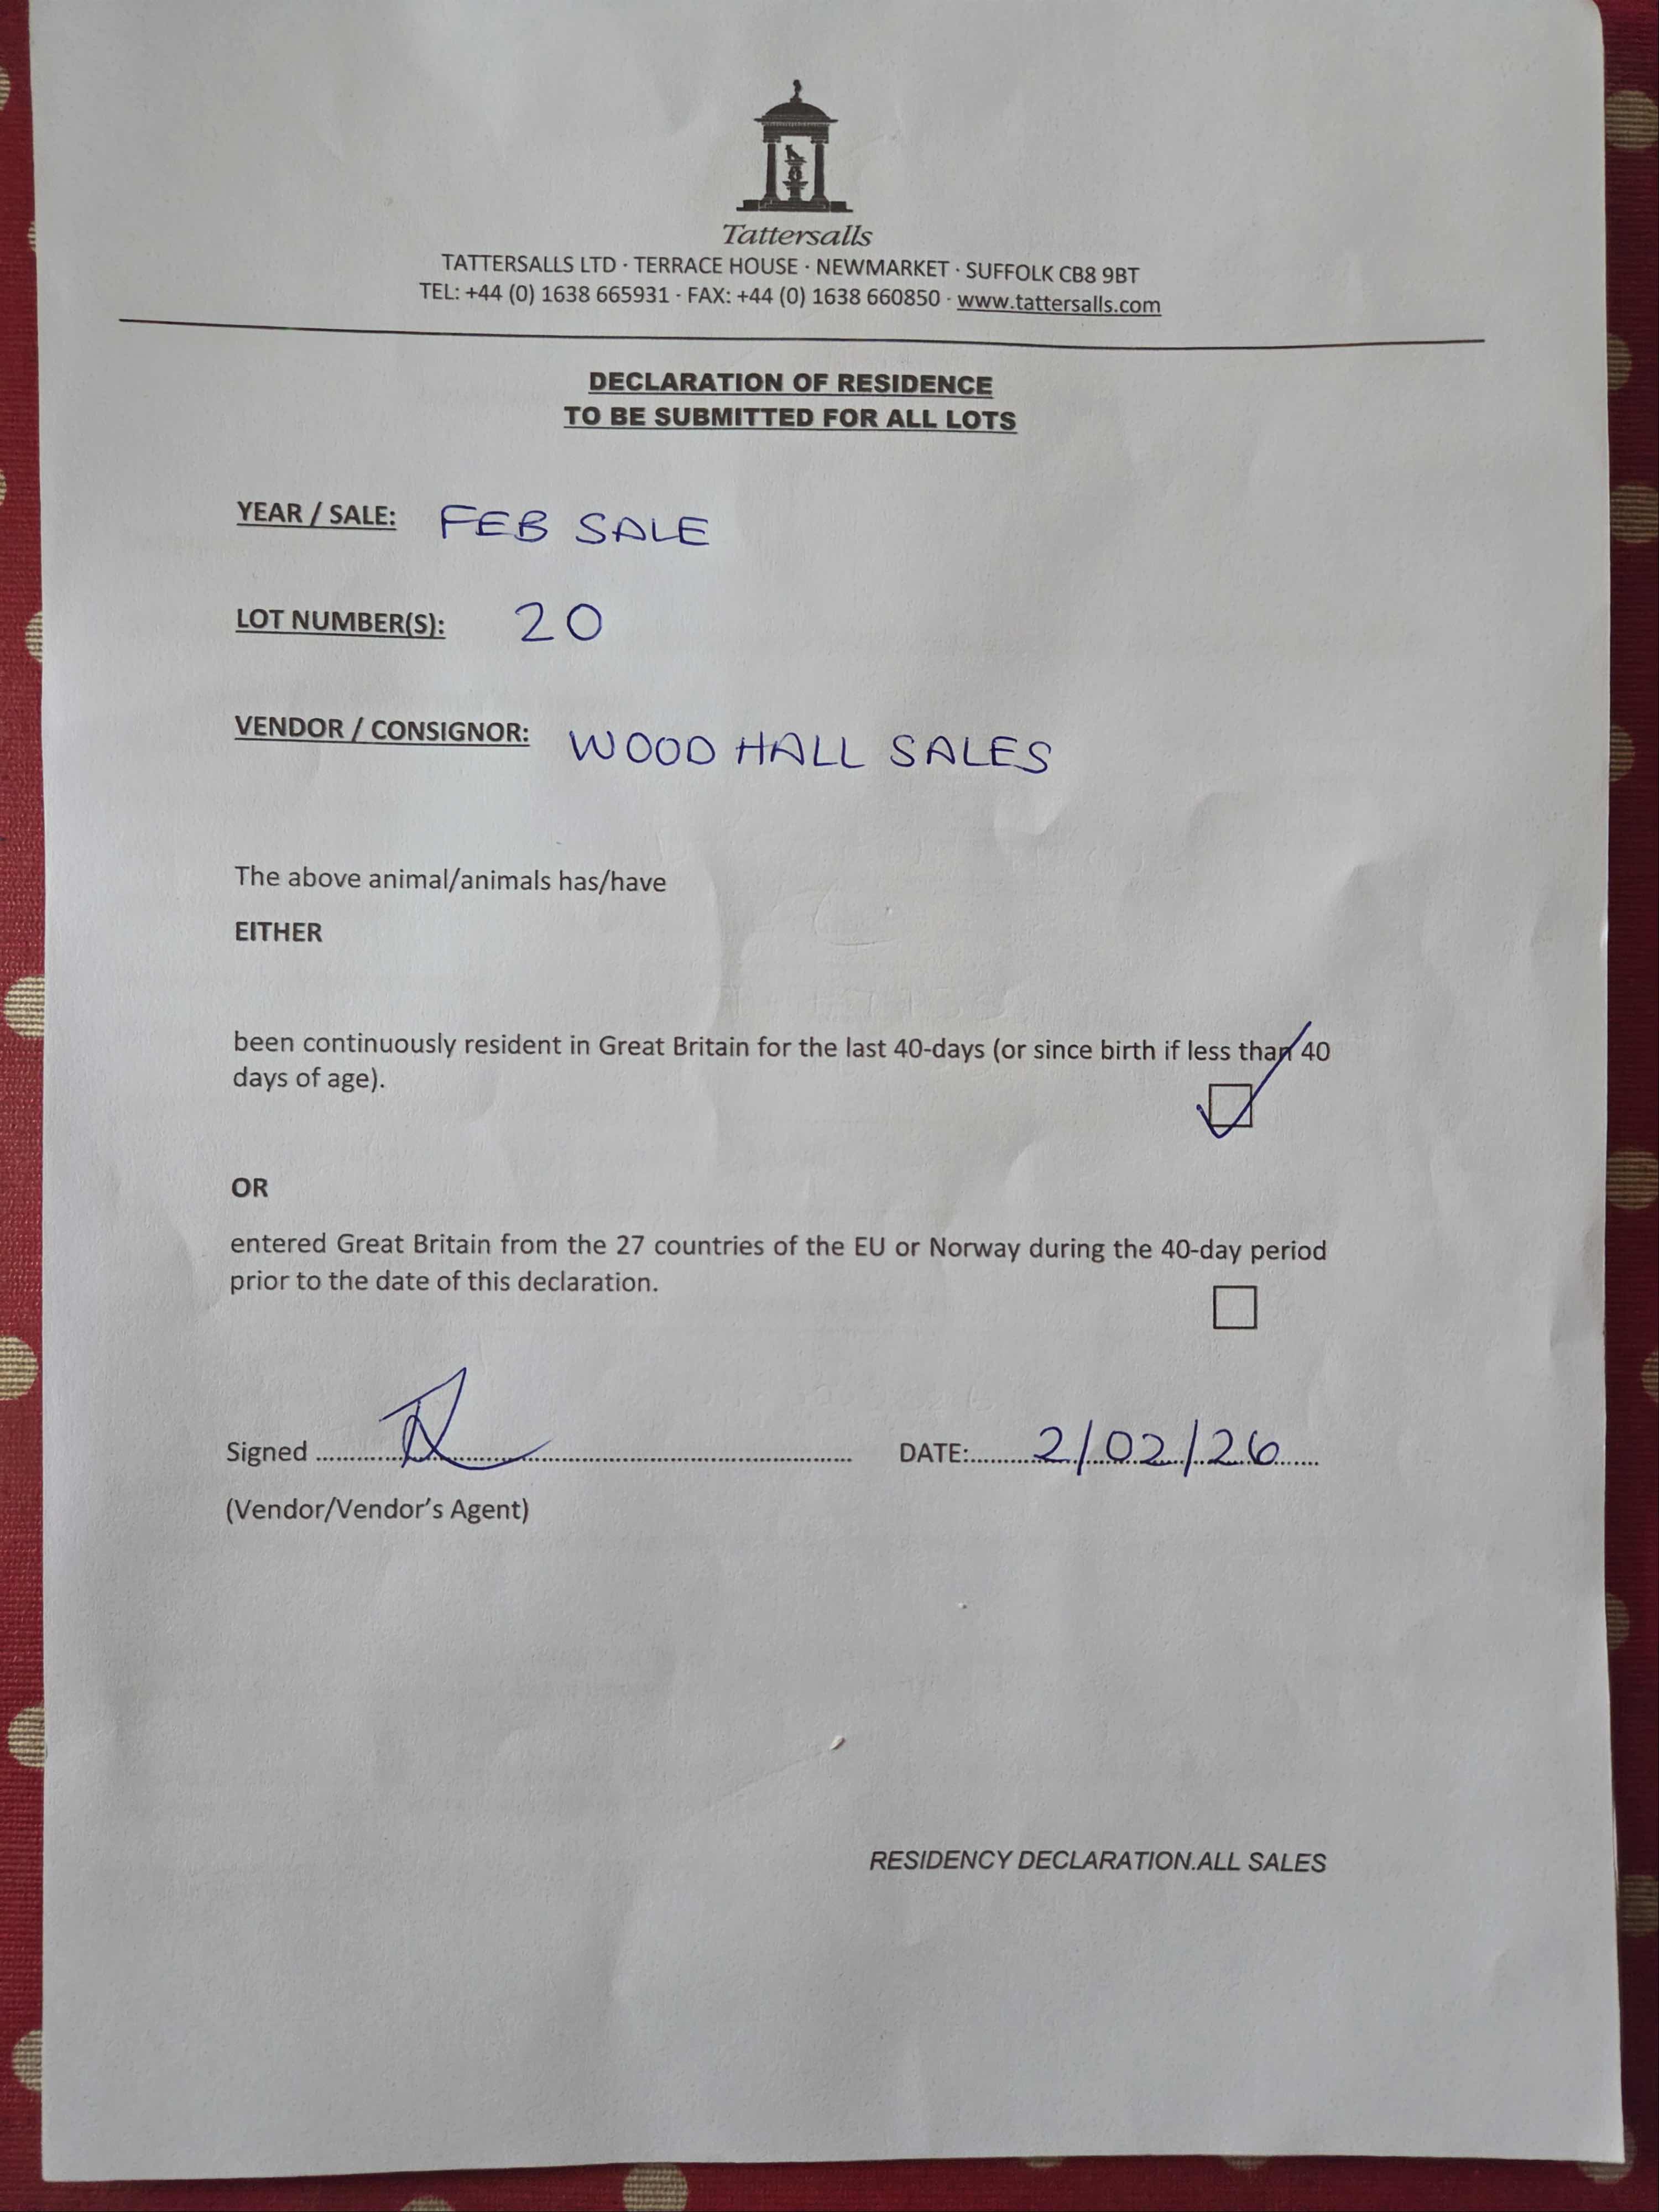 Tattersalls
TATTERSALLS LTD · TERRACE HOUSE · NEWMARKET · SUFFOLK CB8 9BT
TEL: +44 (0) 1638 665931 · FAX: +44 (0) 1638 660850 · www.tattersalls.com
DECLARATION OF RESIDENCE
TO BE SUBMITTED FOR ALL LOTS
YEAR / SALE: FEB SALE
LOT NUMBER(S): 20
VENDOR / CONSIGNOR: WOOD HALL SALES
The above animal/animals has/have
EITHER
been continuously resident in Great Britain for the last 40-days (or since birth if less than 40
days of age).
OR
entered Great Britain from the 27 countries of the EU or Norway during the 40-day period
prior to the date of this declaration.
Signed .......... DATE:..... 2/02/26 .....
(Vendor/Vendor's Agent)
RESIDENCY DECLARATION.ALL SALES